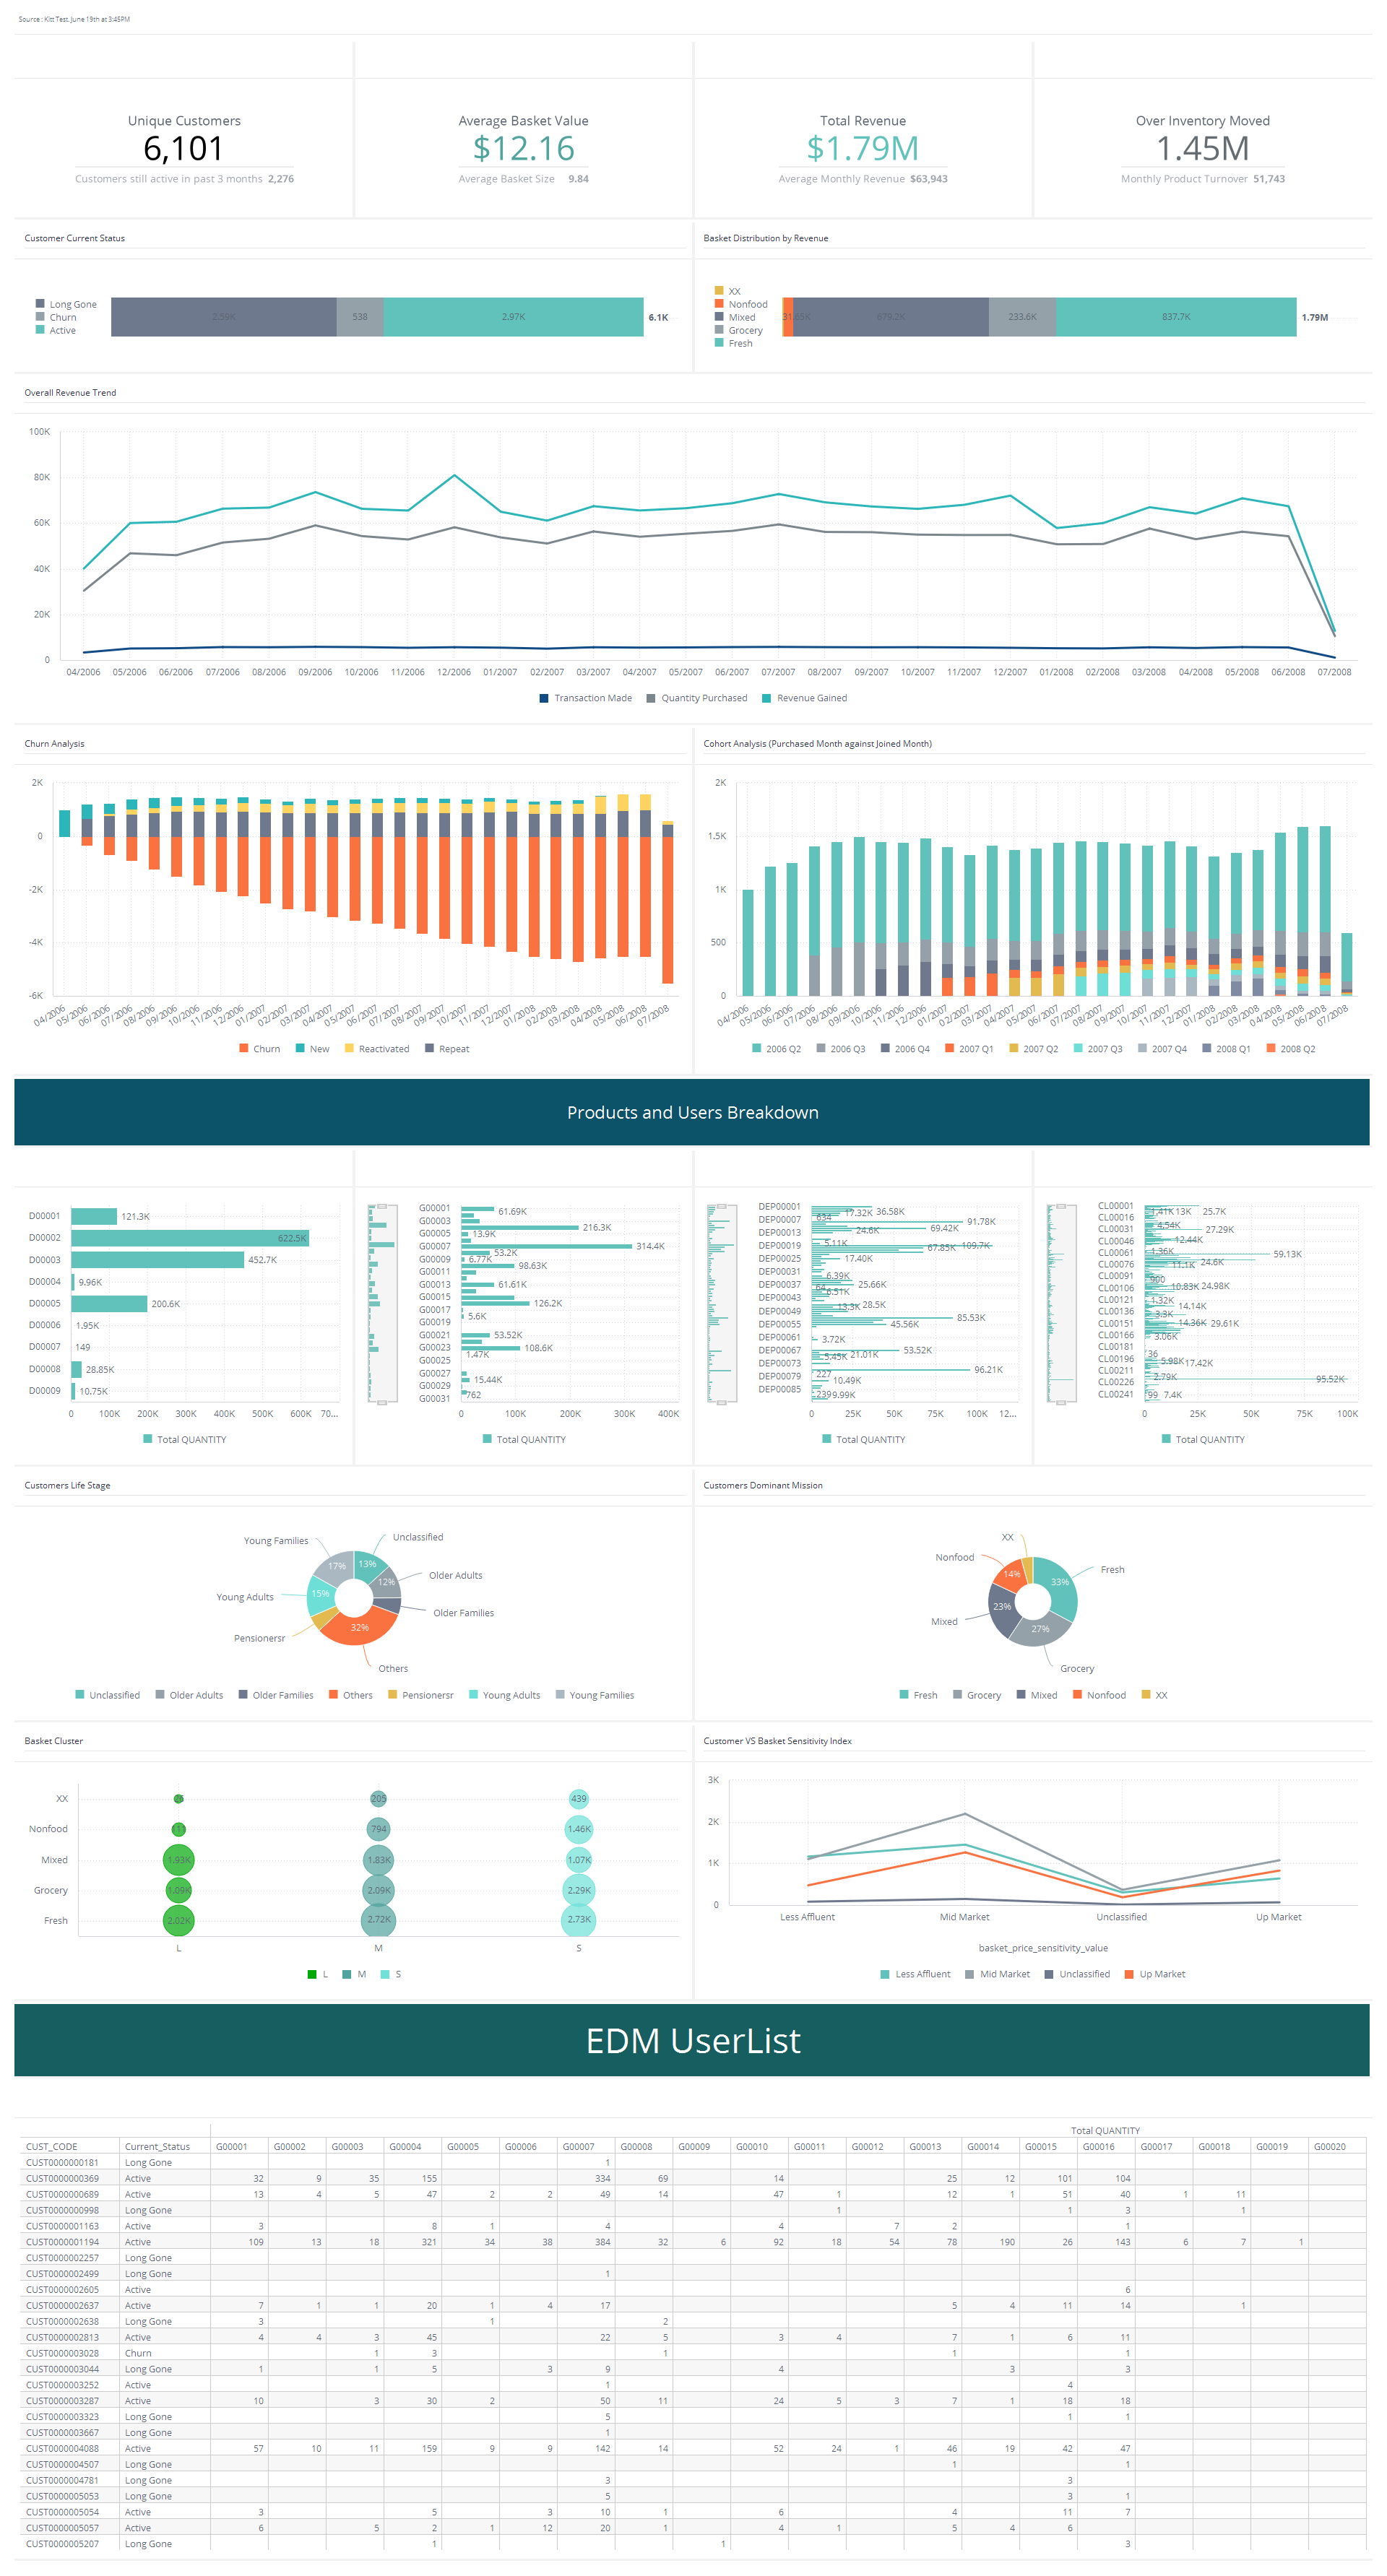 Source : Kitt Test. June 19th at 3:45PM
Unique Customers
6,101
Customers still active in past 3 months 2,276
Average Basket Value
$12.16
Average Basket Size 9.84
Total Revenue
$1.79M
Average Monthly Revenue $63,943
Over Inventory Moved
1.45M
Monthly Product Turnover 51,743
Customer Current Status
Long Gone
Churn
Active
2.59K 538 2.97K 6.1K
Basket Distribution by Revenue
XX
Nonfood
Mixed
Grocery
Fresh
679.2K 233.6K 837.7K 1.79M
Overall Revenue Trend
100K
80K
60K
40K
20K
0
04/2006 05/2006 06/2006 07/2006 08/2006 09/2006 10/2006 11/2006 12/2006 01/2007 02/2007 03/2007 04/2007 05/2007 06/2007 07/2007 08/2007 09/2007 10/2007 11/2007 12/2007 01/2008 02/2008 03/2008 04/2008 05/2008 06/2008 07/2008
Transaction Made Quantity Purchased Revenue Gained
Churn Analysis
2K
0
-2K
-4K
-6K
04/2006 05/2006 06/2006 07/2006 08/2006 09/2006 10/2006 11/2006 12/2006 01/2007 02/2007 03/2007 04/2007 05/2007 06/2007 07/2007 08/2007 09/2007 10/2007 11/2007 12/2007 01/2008 02/2008 03/2008 04/2008 05/2008 06/2008 07/2008
Churn New Reactivated Repeat
Cohort Analysis (Purchased Month against Joined Month)
2K
1.5K
1K
500
0
04/2006 05/2006 06/2006 07/2006 08/2006 09/2006 10/2006 11/2006 12/2006 01/2007 02/2007 03/2007 04/2007 05/2007 06/2007 07/2007 08/2007 09/2007 10/2007 11/2007 12/2007 01/2008 02/2008 03/2008 04/2008 05/2008 06/2008 07/2008
2006 Q2 2006 Q3 2006 Q4 2007 Q1 2007 Q2 2007 Q3 2007 Q4 2008 Q1 2008 Q2
Products and Users Breakdown
D00001 121.3K
D00002 622.5K
D00003 452.7K
D00004 9.96K
D00005 200.6K
D00006 1.95K
D00007 149
D00008 28.85K
D00009 10.75K
0 100K 200K 300K 400K 500K 600K 70...
Total QUANTITY
G00001 61.69K
G00003 216.3K
G00005 13.9K
G00007 314.4K
53.2K
G00009 6.77K
98.63K
G00011
G00013 61.61K
G00015 126.2K
G00017 5.6K
G00019
G00021 53.52K
G00023 108.6K
1.47K
G00025
G00027 15.44K
G00029
G00031 762
0 100K 200K 300K 400K
Total QUANTITY
DEP00001 17.32K 36.58K
DEP00007 634 91.78K
69.42K
DEP00013 24.6K
DEP00019 5.11K 67.85K 109.7K
DEP00025 17.40K
DEP00031 6.39K
DEP00037 64 25.66K
6.51K
DEP00043 13.3K 28.5K
DEP00049 85.53K
DEP00055 45.56K
DEP00061 3.72K
DEP00067 53.52K
5.45K 21.01K
DEP00073 96.21K
DEP00079 227
10.49K
DEP00085 239 9.99K
0 25K 50K 75K 100K 12...
Total QUANTITY
CL00001 1.41K 13K 25.7K
CL00016
CL00031 4.54K 27.29K
CL00046 12.44K
CL00061 1.36K 59.13K
CL00076 11.1K 24.6K
CL00091 900
CL00106 10.83K 24.98K
CL00121 1.32K 14.14K
CL00136 3.3K
CL00151 14.36K 29.61K
CL00166 3.06K
CL00181 36
CL00196 5.98K 17.42K
CL00211 2.79K
CL00226 95.52K
CL00241 99 7.4K
0 25K 50K 75K 100K
Total QUANTITY
Customers Life Stage
Young Families 17%
Unclassified 13%
Older Adults 12%
Young Adults 15%
Older Families
Pensionersr
32%
Others
Unclassified Older Adults Older Families Others Pensionersr Young Adults Young Families
Customers Dominant Mission
XX
Nonfood 14%
Fresh 33%
Mixed 23%
27%
Grocery
Fresh Grocery Mixed Nonfood XX
Basket Cluster
XX 205 439
Nonfood 794 1.46K
Mixed 1.93K 1.83K 1.07K
Grocery 1.09K 2.09K 2.29K
Fresh 2.02K 2.72K 2.73K
L M S
L M S
Customer VS Basket Sensitivity Index
3K
2K
1K
0
Less Affluent Mid Market Unclassified Up Market
basket_price_sensitivity_value
Less Affluent Mid Market Unclassified Up Market
EDM UserList
Total QUANTITY
CUST_CODE Current_Status G00001 G00002 G00003 G00004 G00005 G00006 G00007 G00008 G00009 G00010 G00011 G00012 G00013 G00014 G00015 G00016 G00017 G00018 G00019 G00020
CUST0000000181 Long Gone 1
CUST0000000369 Active 32 9 35 155 334 69 14 25 12 101 104
CUST0000000689 Active 13 4 5 47 2 2 49 14 47 1 12 1 51 40 1 11
CUST0000000998 Long Gone 1 1 3 1
CUST0000001163 Active 3 8 1 4 4 7 2 1
CUST0000001194 Active 109 13 18 321 34 38 384 32 6 92 18 54 78 190 26 143 6 7 1
CUST0000002257 Long Gone
CUST0000002499 Long Gone 1
CUST0000002605 Active 6
CUST0000002637 Active 7 1 1 20 1 4 17 5 4 11 14 1
CUST0000002638 Long Gone 3 1 2
CUST0000002813 Active 4 4 3 45 22 5 3 4 7 1 6 11
CUST0000003028 Churn 1 3 1 1 1
CUST0000003044 Long Gone 1 1 5 3 9 4 3 3
CUST0000003252 Active 1 4
CUST0000003287 Active 10 3 30 2 50 11 24 5 3 7 1 18 18
CUST0000003323 Long Gone 5 1 1
CUST0000003667 Long Gone 1
CUST0000004088 Active 57 10 11 159 9 9 142 14 52 24 1 46 19 42 47
CUST0000004507 Long Gone 1 1
CUST0000004781 Long Gone 3 3
CUST0000005053 Long Gone 5 3 1
CUST0000005054 Active 3 5 3 10 1 6 4 11 7
CUST0000005057 Active 6 5 2 1 12 20 1 4 1 5 4 6
CUST0000005207 Long Gone 1 1 3